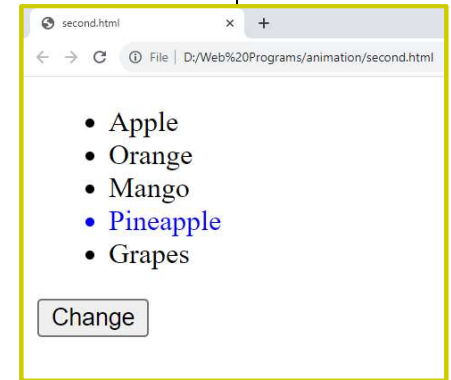 second.html
File | D:/Web%20Programs/animation/second.html
• Apple
• Orange
• Mango
• Pineapple
• Grapes
Change